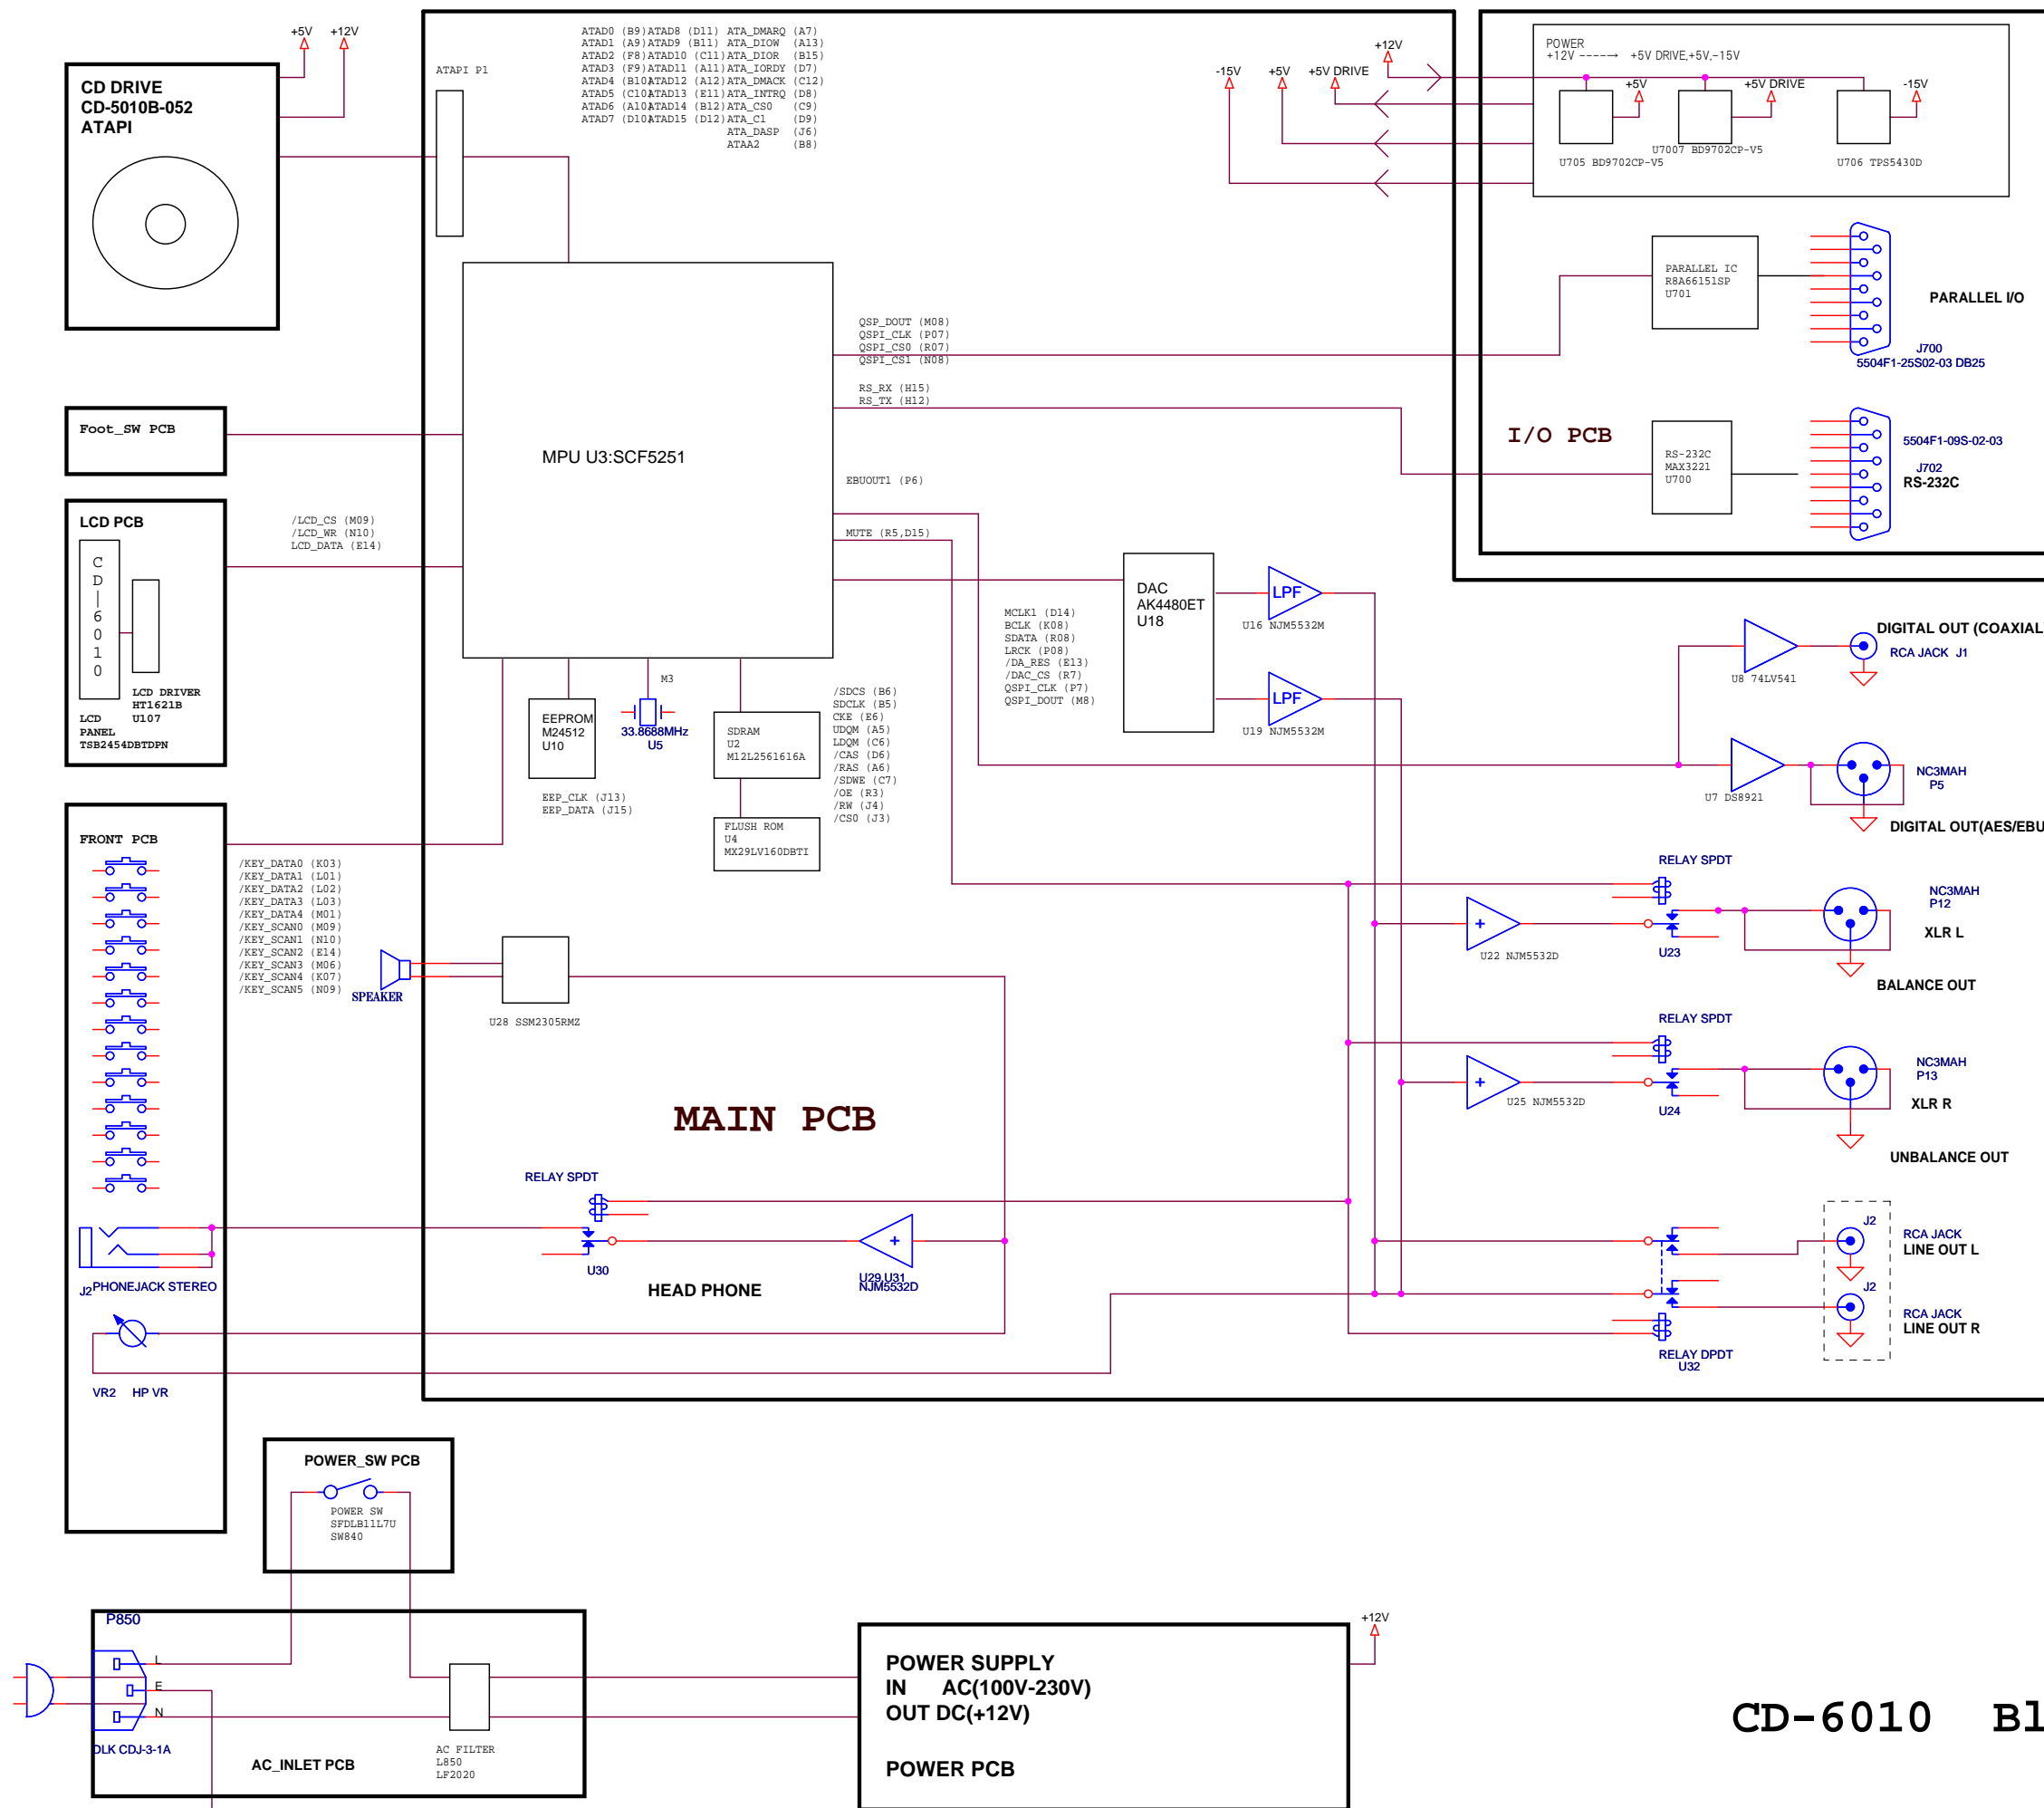 +5V +12V
CD DRIVE
CD-5010B-052
ATAPI
ATAPI P1
ATAD0 (B9)ATAD8 (D11) ATA_DMARQ (A7)
ATAD1 (A9)ATAD9 (B11) ATA_DIOW (A13)
ATAD2 (F8)ATAD10 (C11)ATA_DIOR (B15)
ATAD3 (F9)ATAD11 (A11)ATA_IORDY (D7)
ATAD4 (B10)ATAD12 (A12)ATA_DMACK (C12)
ATAD5 (C10)ATAD13 (E11)ATA_INTRQ (D8)
ATAD6 (A10)ATAD14 (B12)ATA_CS0 (C9)
ATAD7 (D10)ATAD15 (D12)ATA_C1 (D9)
ATA_DASP (J6)
ATAA2 (B8)
-15V +5V +5V DRIVE +12V
POWER
+12V -----→ +5V DRIVE,+5V,-15V
+5V +5V DRIVE -15V
U705 BD9702CP-V5
U7007 BD9702CP-V5
U706 TPS5430D
PARALLEL IC
R8A66151SP
U701
PARALLEL I/O
J700
5504F1-25S02-03 DB25
QSP_DOUT (M08)
QSPI_CLK (P07)
QSPI_CS0 (R07)
QSPI_CS1 (N08)
RS_RX (H15)
RS_TX (H12)
I/O PCB
RS-232C
MAX3221
U700
5504F1-09S-02-03
J702
RS-232C
Foot_SW PCB
MPU U3:SCF5251
EBUOUT1 (P6)
MUTE (R5,D15)
LCD PCB
C
D
|
6
0
1
0
LCD DRIVER
HT1621B
U107
LCD
PANEL
TSB2454DBTDPN
/LCD_CS (M09)
/LCD_WR (N10)
LCD_DATA (E14)
DAC
AK4480ET
U18
LPF
U16 NJM5532M
LPF
U19 NJM5532M
MCLK1 (D14)
BCLK (K08)
SDATA (R08)
LRCK (P08)
/DA_RES (E13)
/DAC_CS (R7)
QSPI_CLK (P7)
QSPI_DOUT (M8)
DIGITAL OUT (COAXIAL
RCA JACK J1
U8 74LV541
M3
EEPROM
M24512
U10
33.8688MHz
U5
SDRAM
U2
M12L2561616A
/SDCS (B6)
SDCLK (B5)
CKE (E6)
UDQM (A5)
LDQM (C6)
/CAS (D6)
/RAS (A6)
/SDWE (C7)
/OE (R3)
/RW (J4)
/CS0 (J3)
EEP_CLK (J13)
EEP_DATA (J15)
FLUSH ROM
U4
MX29LV160DBTI
NC3MAH
P5
U7 DS8921
DIGITAL OUT(AES/EBU
FRONT PCB
/KEY_DATA0 (K03)
/KEY_DATA1 (L01)
/KEY_DATA2 (L02)
/KEY_DATA3 (L03)
/KEY_DATA4 (M01)
/KEY_SCAN0 (M09)
/KEY_SCAN1 (N10)
/KEY_SCAN2 (E14)
/KEY_SCAN3 (M06)
/KEY_SCAN4 (K07)
/KEY_SCAN5 (N09)
SPEAKER
U28 SSM2305RMZ
RELAY SPDT
U22 NJM5532D
U23
NC3MAH
P12
XLR L
BALANCE OUT
RELAY SPDT
U25 NJM5532D
U24
NC3MAH
P13
XLR R
UNBALANCE OUT
MAIN PCB
RELAY SPDT
U30
HEAD PHONE
U29,U31
NJM5532D
J2 PHONEJACK STEREO
VR2 HP VR
J2
RCA JACK
LINE OUT L
J2
RCA JACK
LINE OUT R
RELAY DPDT
U32
POWER_SW PCB
POWER SW
SFDLB11L7U
SW840
P850
L
E
N
DLK CDJ-3-1A
AC_INLET PCB
AC FILTER
L850
LF2020
+12V
POWER SUPPLY
IN AC(100V-230V)
OUT DC(+12V)
POWER PCB
CD-6010 Bl